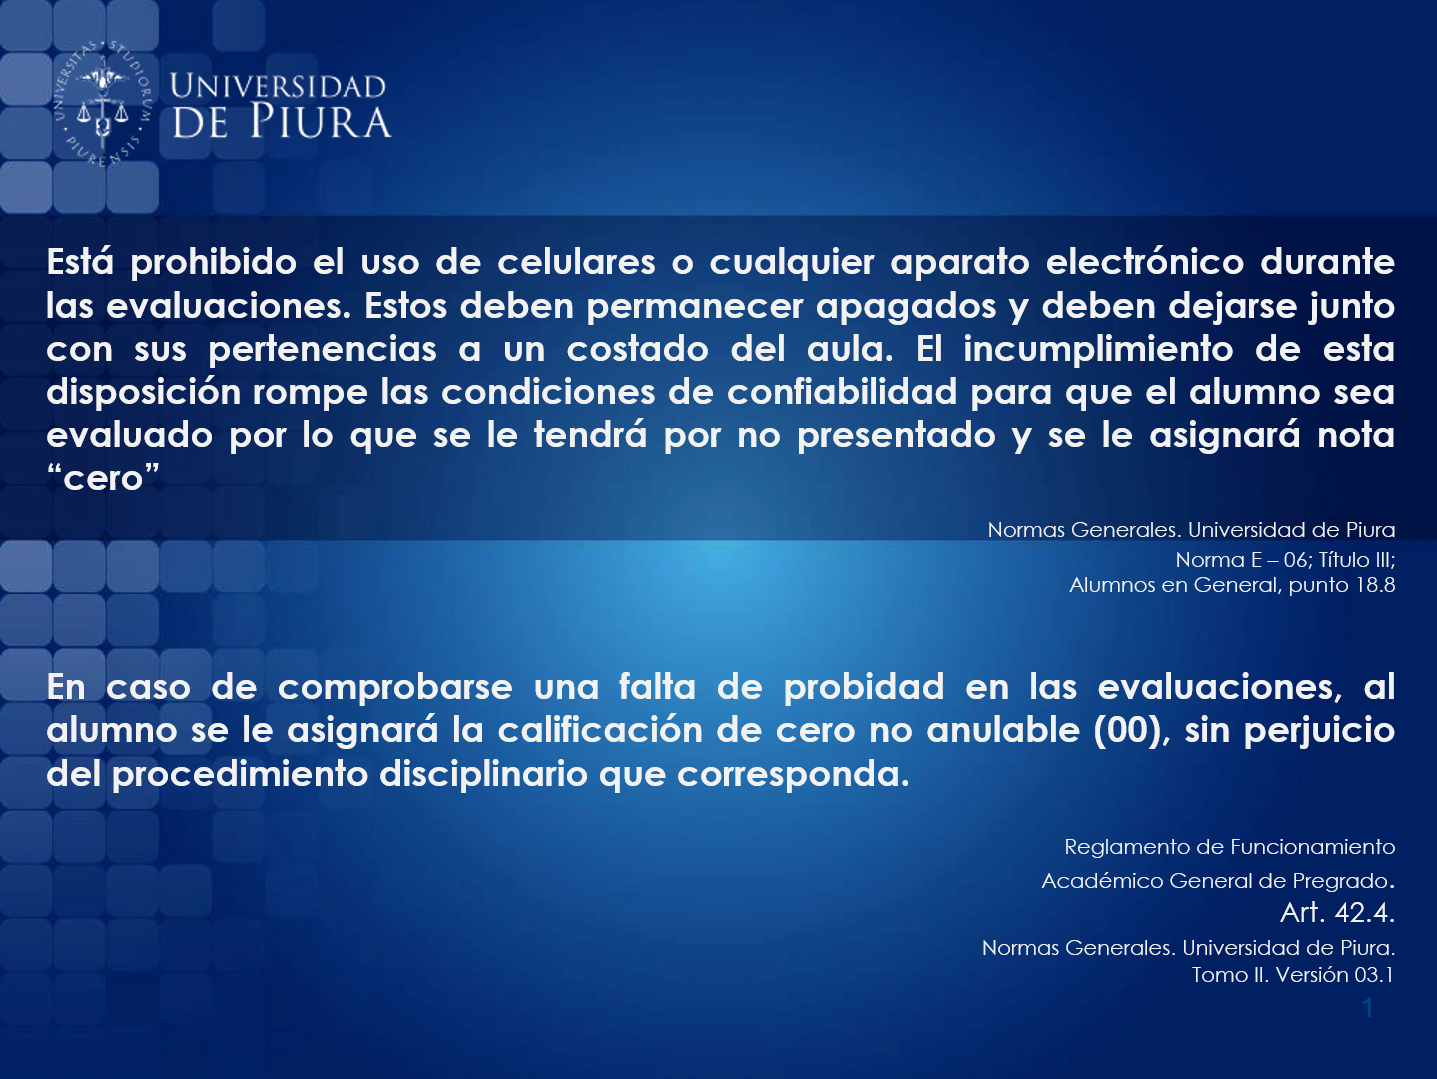 UNIVERSITAS • STUDIORUM • PIURENSIS •
UNIVERSIDAD
DE PIURA
Está prohibido el uso de celulares o cualquier aparato electrónico durante
las evaluaciones. Estos deben permanecer apagados y deben dejarse junto
con sus pertenencias a un costado del aula. El incumplimiento de esta
disposición rompe las condiciones de confiabilidad para que el alumno sea
evaluado por lo que se le tendrá por no presentado y se le asignará nota
“cero”
Normas Generales. Universidad de Piura
Norma E – 06; Título III;
Alumnos en General, punto 18.8
En caso de comprobarse una falta de probidad en las evaluaciones, al
alumno se le asignará la calificación de cero no anulable (00), sin perjuicio
del procedimiento disciplinario que corresponda.
Reglamento de Funcionamiento
Académico General de Pregrado.
Art. 42.4.
Normas Generales. Universidad de Piura.
Tomo II. Versión 03.1
1